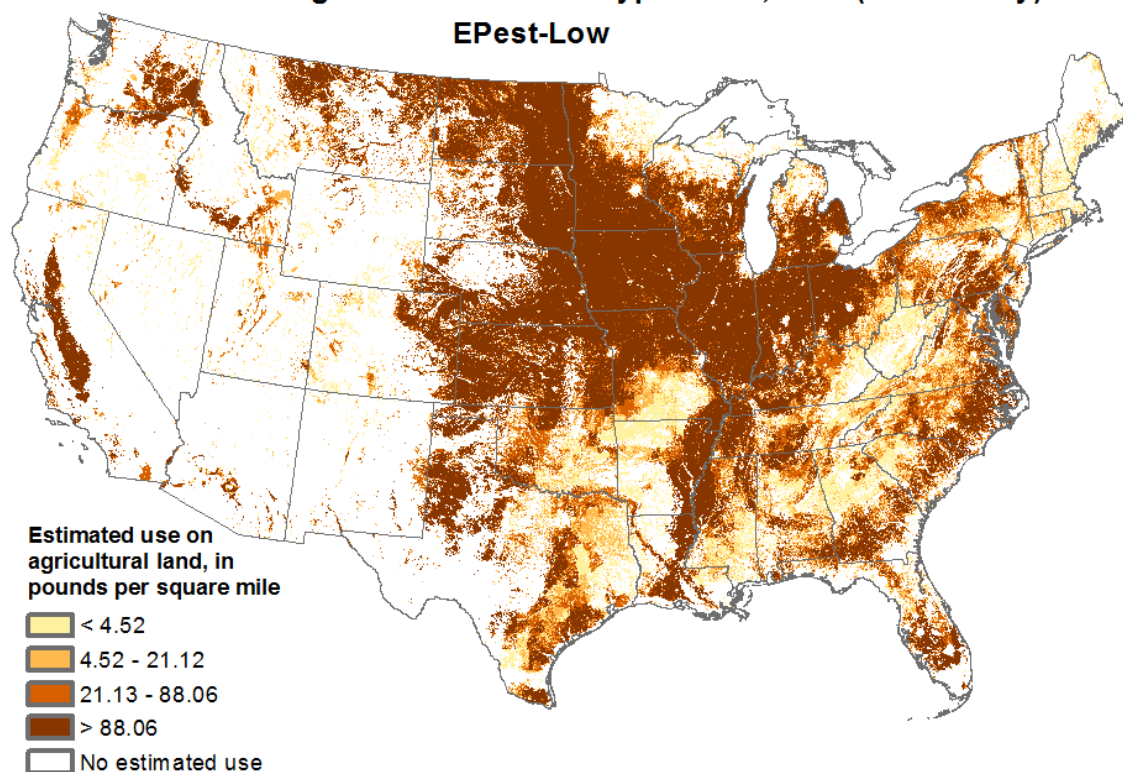 EPest-Low
Estimated use on
agricultural land, in
pounds per square mile
< 4.52
4.52 - 21.12
21.13 - 88.06
> 88.06
No estimated use